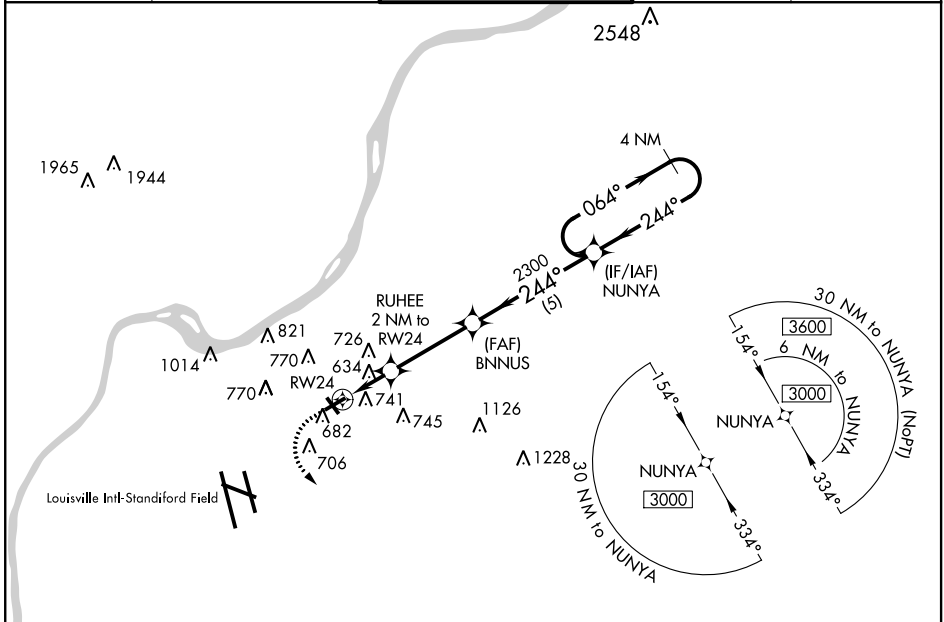 2548
4 NM
1965
1944
064°
244°
(IF/IAF)
NUNYA
2300
244°
(5)
RUHEE
2 NM to
RW24
(FAF)
BNNUS
821
726
1014
770
634
770
RW24
741
745
1126
682
706
1228
Louisville Intl-Standiford Field
30 NM to NUNYA (NoPT)
3600
154°
6 NM to NUNYA
3000
NUNYA
334°
154°
NUNYA
3000
334°
30 NM to NUNYA